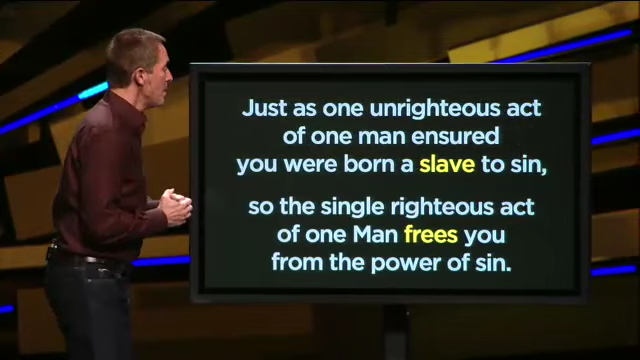 Just as one unrighteous act
of one man ensured
you were born a slave to sin,
so the single righteous act
of one Man frees you
from the power of sin.